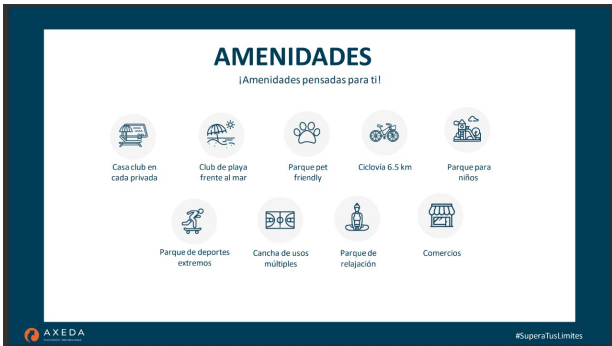 AMENIDADES
¡Amenidades pensadas para ti!
Casa club en
cada privada
Club de playa
frente al mar
Parque pet
friendly
Ciclovía 6.5 km
Parque para
niños
Parque de deportes
extremos
Cancha de usos
múltiples
Parque de
relajación
Comercios
AXEDA
#SuperaTusLimites